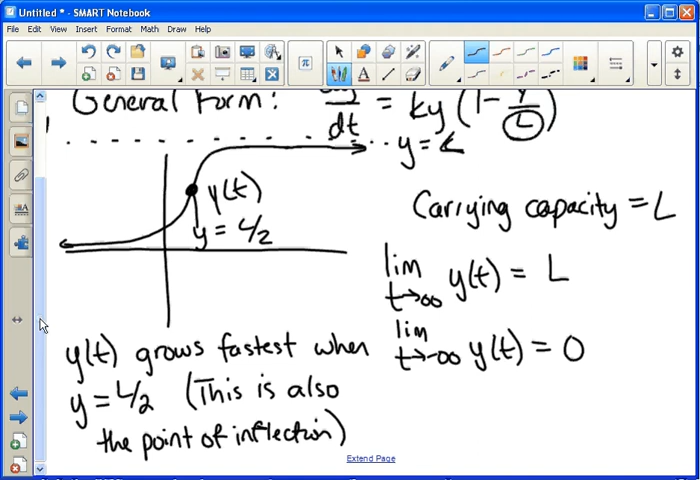 Untitled * - SMART Notebook
File Edit View Insert Format Draw Math Help
General Form: dy/dt = ky (1 - y/L)
y = L
y(t)
y = L/2
Carrying capacity = L
lim t→∞ y(t) = L
lim t→-∞ y(t) = 0
y(t) grows fastest when
y = L/2 (This is also
the point of inflection)
Extend Page